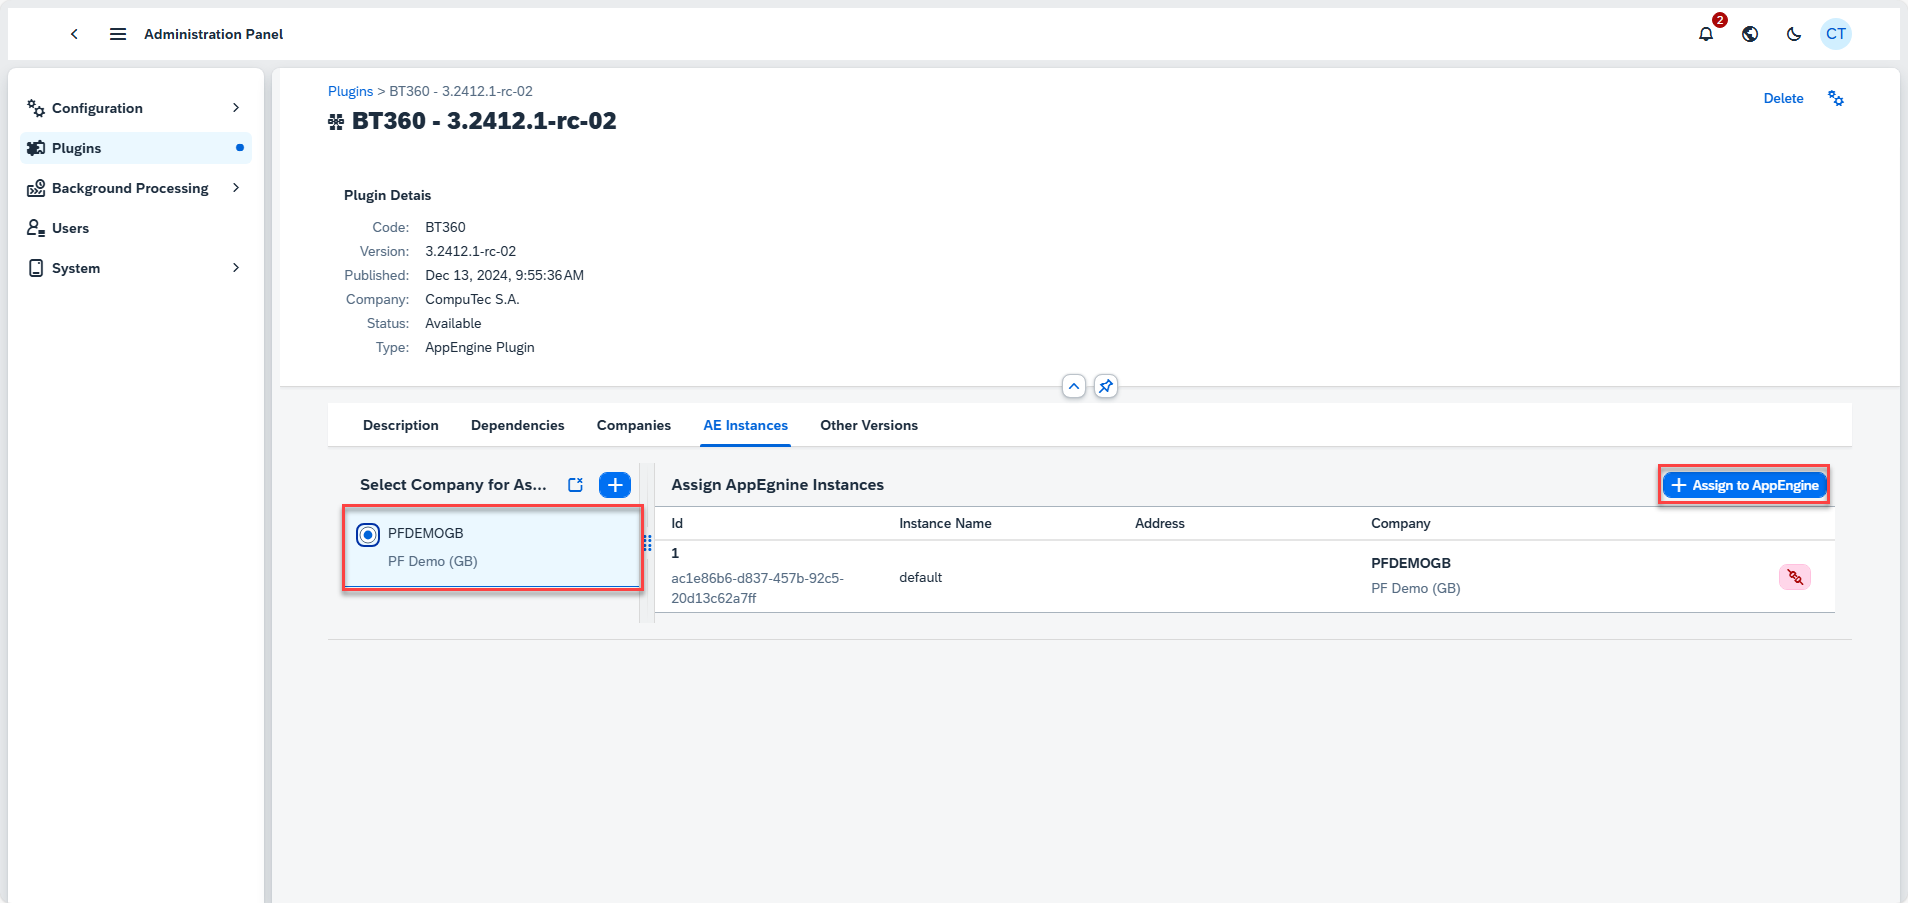 Administration Panel
2
CT
Configuration
Plugins
Background Processing
Users
System
Plugins > BT360 - 3.2412.1-rc-02
BT360 - 3.2412.1-rc-02
Delete
Plugin Detais
Code: BT360
Version: 3.2412.1-rc-02
Published: Dec 13, 2024, 9:55:36 AM
Company: CompuTec S.A.
Status: Available
Type: AppEngine Plugin
Description Dependencies Companies AE Instances Other Versions
Select Company for As...
PFDEMOGB
PF Demo (GB)
Assign AppEgnine Instances
Assign to AppEngine
Id Instance Name Address Company
1
ac1e86b6-d837-457b-92c5-
20d13c62a7ff
default
PFDEMOGB
PF Demo (GB)